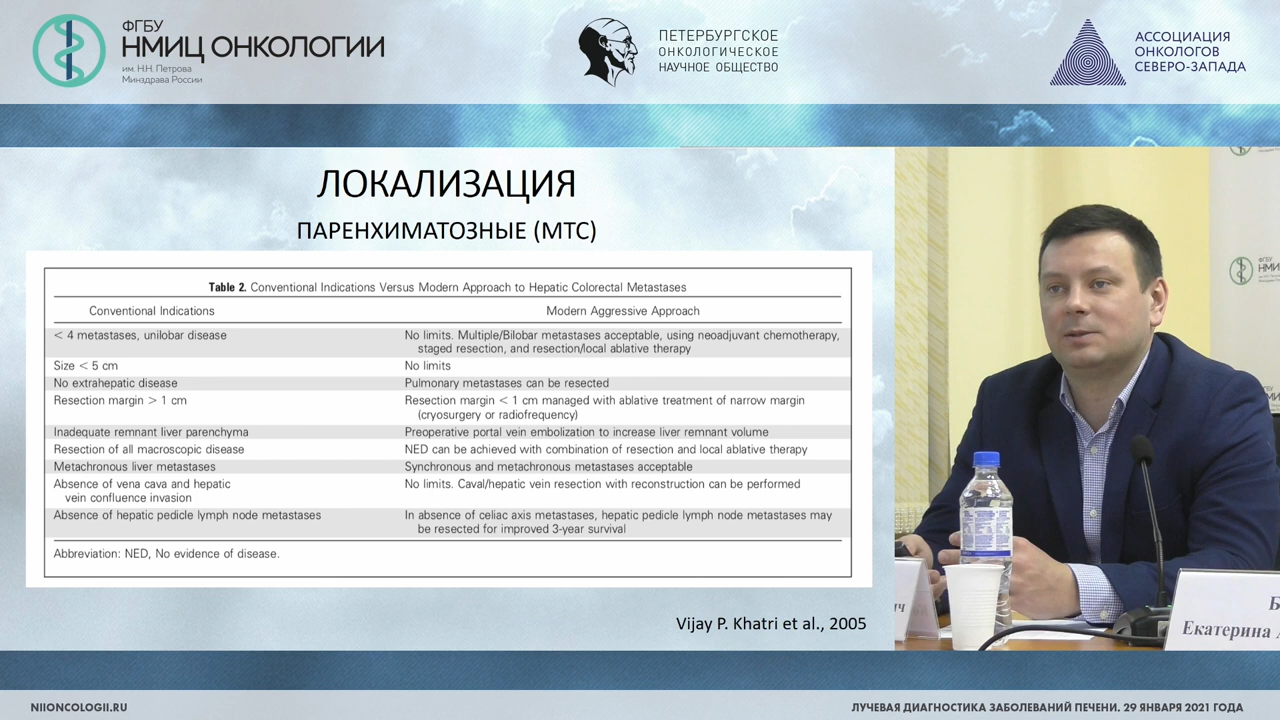 ФГБУ
НМИЦ ОНКОЛОГИИ
им. Н.Н. Петрова
Минздрава России
ПЕТЕРБУРГСКОЕ
ОНКОЛОГИЧЕСКОЕ
НАУЧНОЕ ОБЩЕСТВО
АССОЦИАЦИЯ
ОНКОЛОГОВ
СЕВЕРО-ЗАПАДА
ЛОКАЛИЗАЦИЯ
ПАРЕНХИМАТОЗНЫЕ (МТС)
Table 2. Conventional Indications Versus Modern Approach to Hepatic Colorectal Metastases
Conventional Indications Modern Aggressive Approach
< 4 metastases, unilobar disease No limits. Multiple/Bilobar metastases acceptable, using neoadjuvant chemotherapy,
staged resection, and resection/local ablative therapy
Size < 5 cm No limits
No extrahepatic disease Pulmonary metastases can be resected
Resection margin > 1 cm Resection margin < 1 cm managed with ablative treatment of narrow margin
(cryosurgery or radiofrequency)
Inadequate remnant liver parenchyma Preoperative portal vein embolization to increase liver remnant volume
Resection of all macroscopic disease NED can be achieved with combination of resection and local ablative therapy
Metachronous liver metastases Synchronous and metachronous metastases acceptable
Absence of vena cava and hepatic No limits. Caval/hepatic vein resection with reconstruction can be performed
vein confluence invasion
Absence of hepatic pedicle lymph node metastases In absence of celiac axis metastases, hepatic pedicle lymph node metastases
be resected for improved 3-year survival
Abbreviation: NED, No evidence of disease.
Vijay P. Khatri et al., 2005
ФГБУ
НМИ
Екатерина
NIIONCOLOGII.RU
ЛУЧЕВАЯ ДИАГНОСТИКА ЗАБОЛЕВАНИЙ ПЕЧЕНИ. 29 ЯНВАРЯ 2021 ГОДА